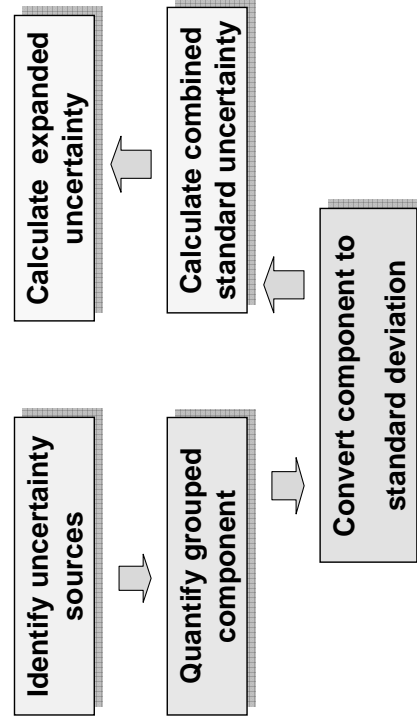 Identify uncertainty
sources
Quantify grouped
component
Convert component to
standard deviation
Calculate combined
standard uncertainty
Calculate expanded
uncertainty